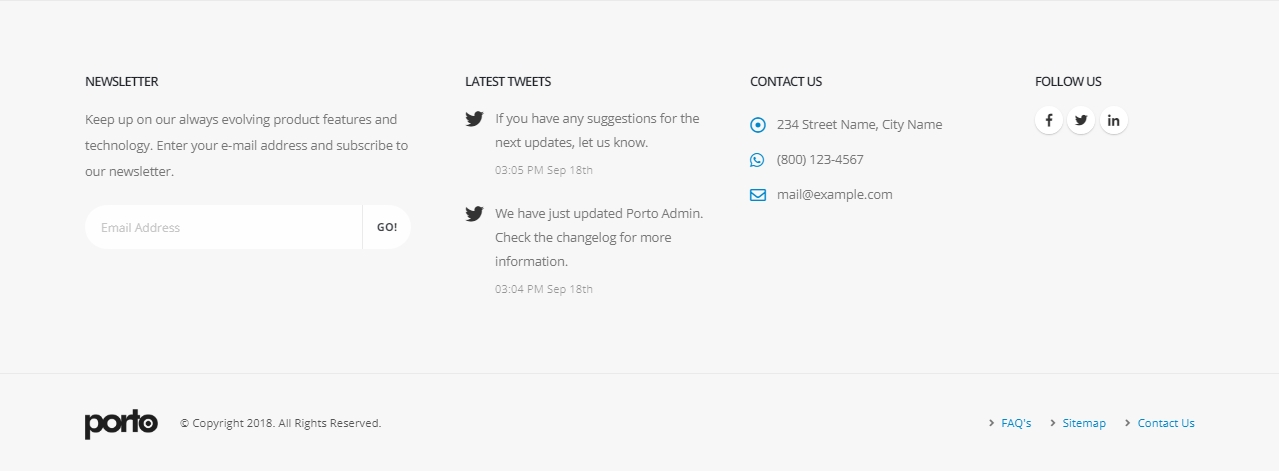 NEWSLETTER
Keep up on our always evolving product features and
technology. Enter your e-mail address and subscribe to
our newsletter.
Email Address
GO!
LATEST TWEETS
If you have any suggestions for the
next updates, let us know.
03:05 PM Sep 18th
We have just updated Porto Admin.
Check the changelog for more
information.
03:04 PM Sep 18th
CONTACT US
234 Street Name, City Name
(800) 123-4567
mail@example.com
FOLLOW US
porto
© Copyright 2018. All Rights Reserved.
FAQ's
Sitemap
Contact Us